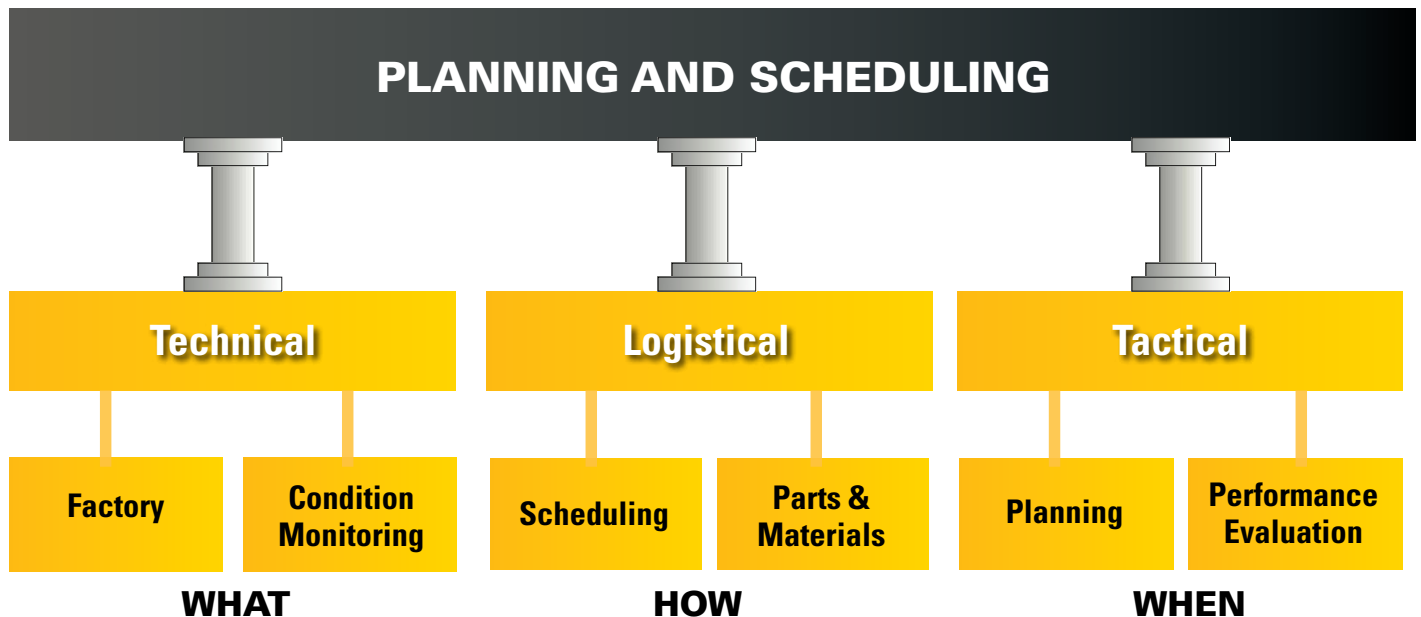 PLANNING AND SCHEDULING
Technical
Logistical
Tactical
Factory
Condition
Monitoring
Scheduling
Parts &
Materials
Planning
Performance
Evaluation
WHAT
HOW
WHEN